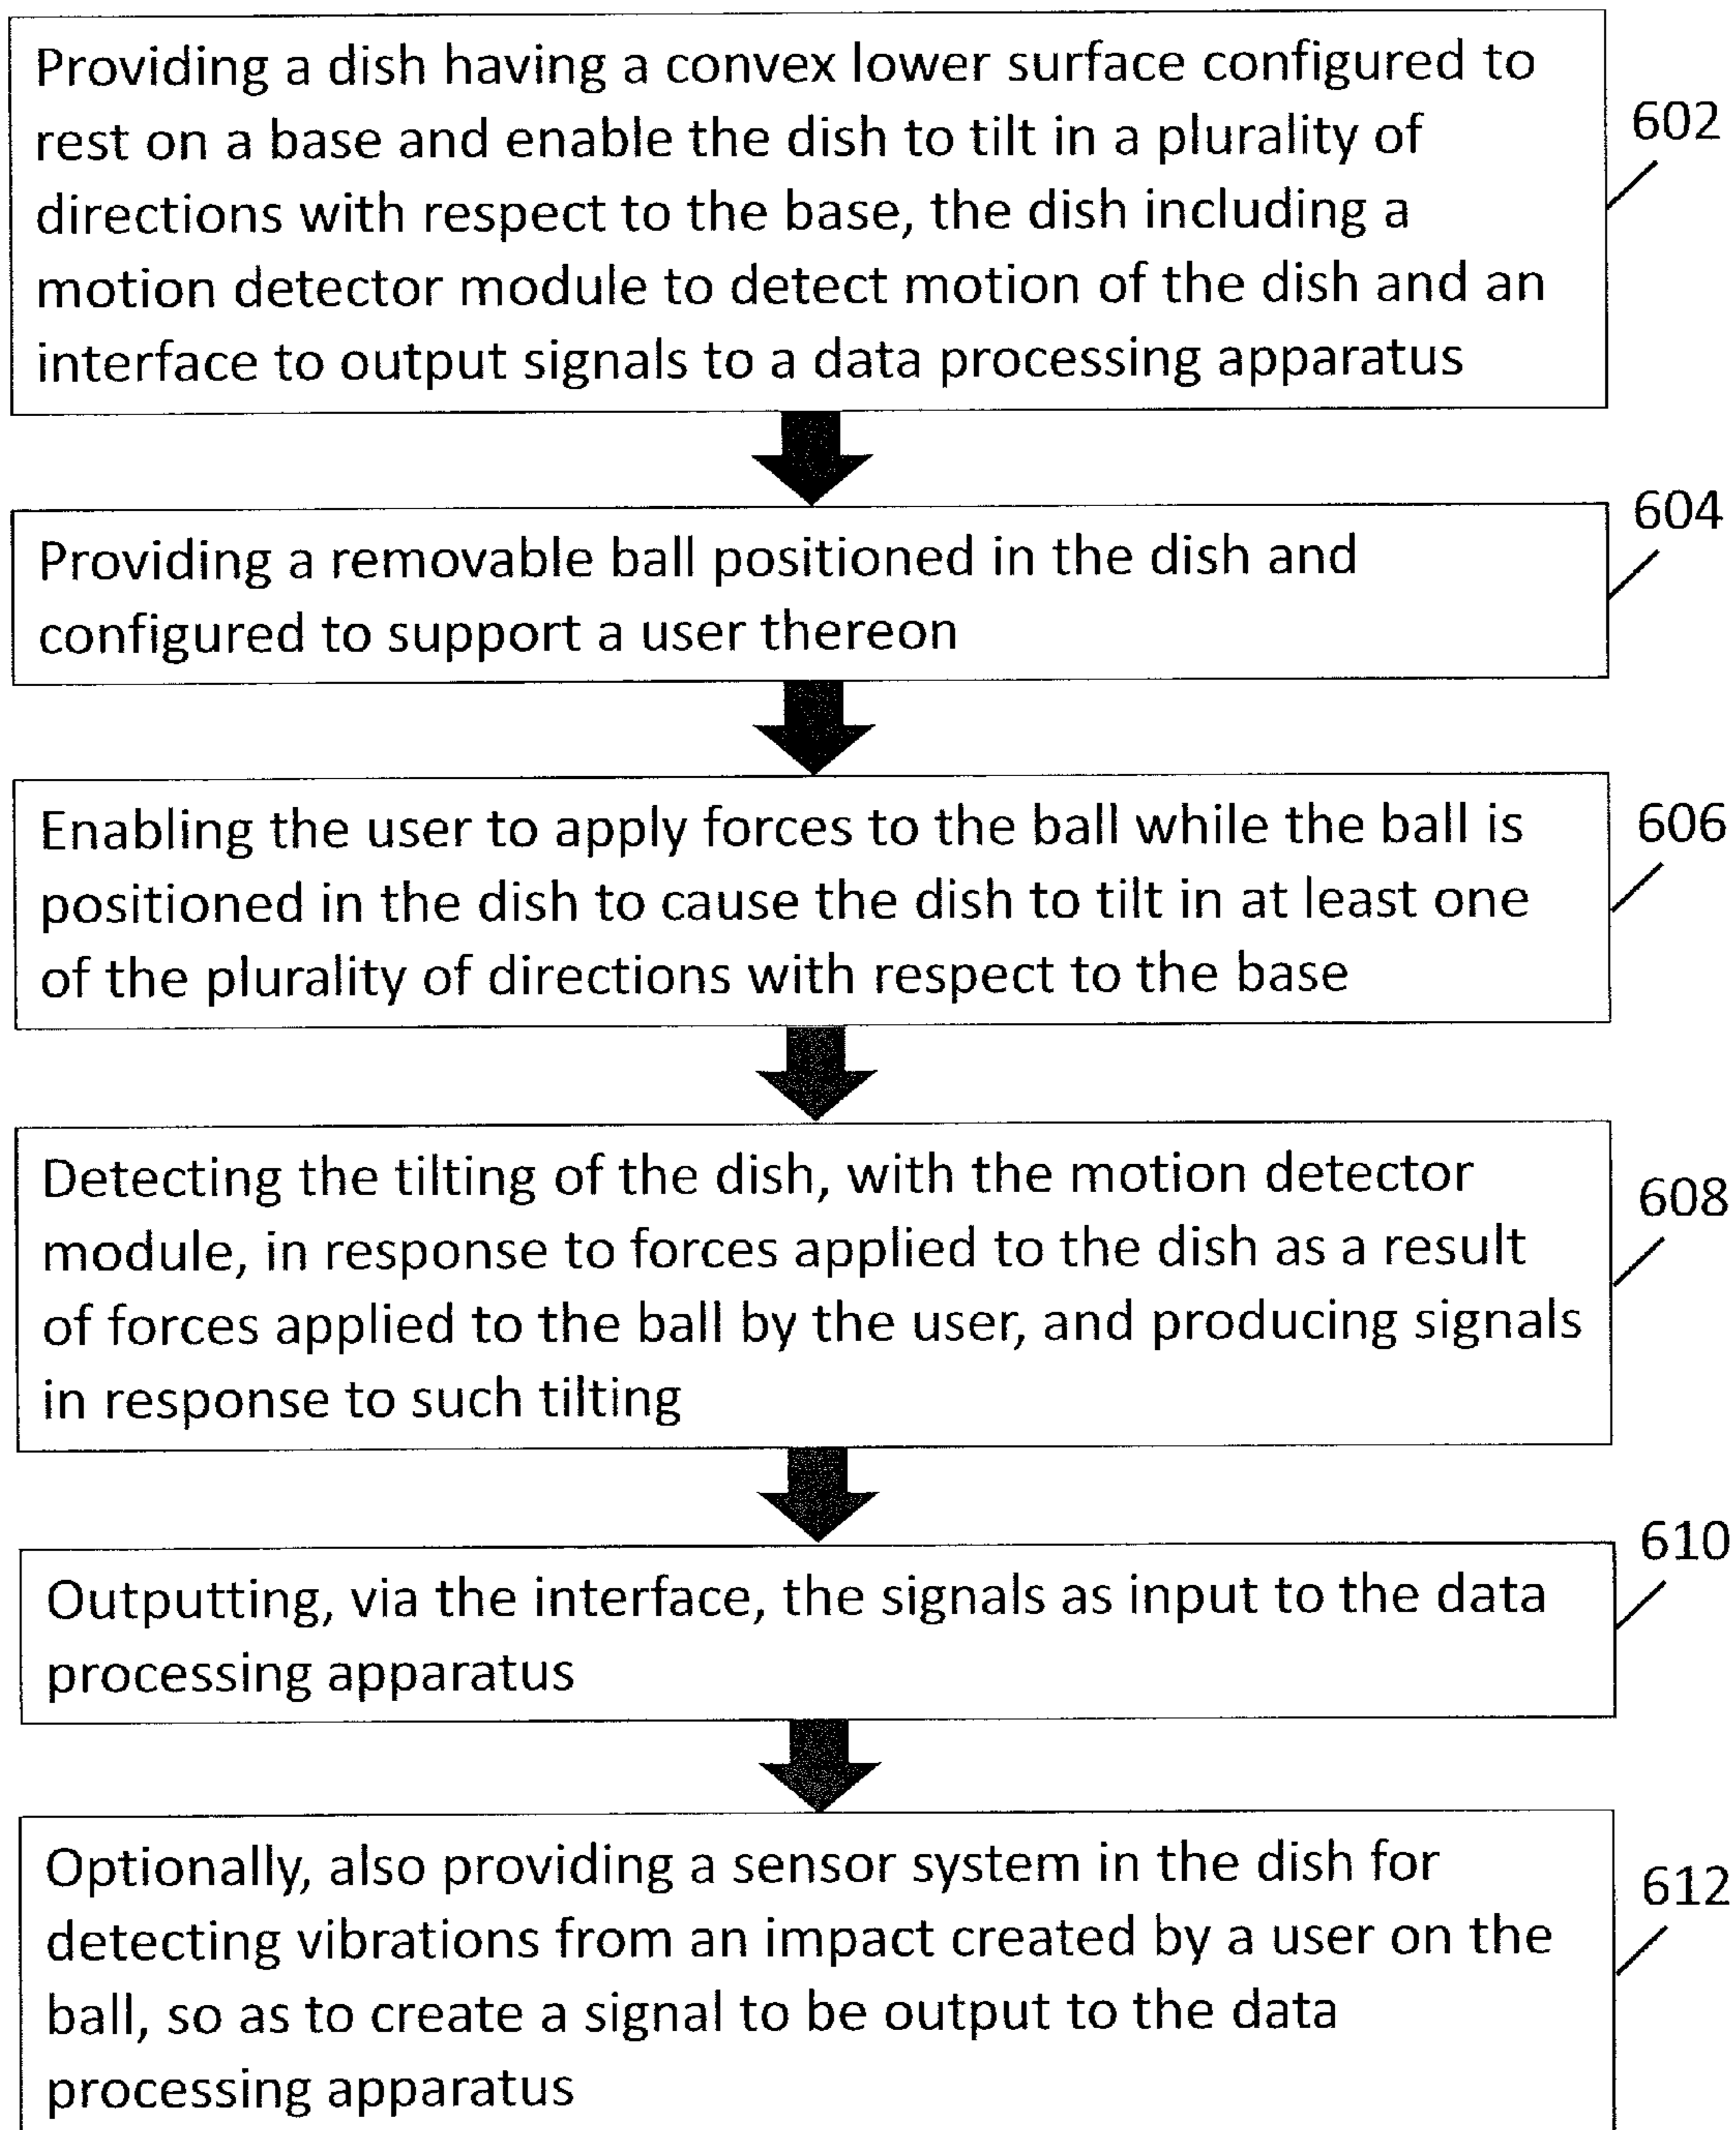 Providing a dish having a convex lower surface configured to
rest on a base and enable the dish to tilt in a plurality of
directions with respect to the base, the dish including a
motion detector module to detect motion of the dish and an
interface to output signals to a data processing apparatus
602
Providing a removable ball positioned in the dish and
configured to support a user thereon
604
Enabling the user to apply forces to the ball while the ball is
positioned in the dish to cause the dish to tilt in at least one
of the plurality of directions with respect to the base
606
Detecting the tilting of the dish, with the motion detector
module, in response to forces applied to the dish as a result
of forces applied to the ball by the user, and producing signals
in response to such tilting
608
Outputting, via the interface, the signals as input to the data
processing apparatus
610
Optionally, also providing a sensor system in the dish for
detecting vibrations from an impact created by a user on the
ball, so as to create a signal to be output to the data
processing apparatus
612